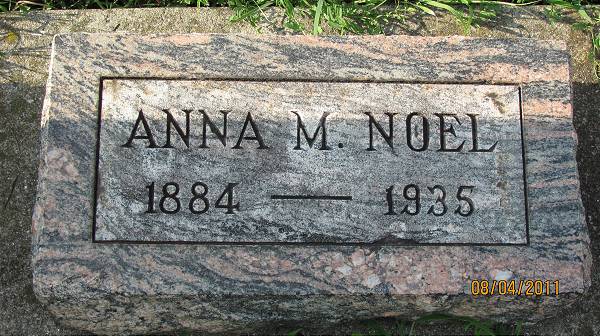 ANNA M. NOEL
1884 — 1935
08/04/2011